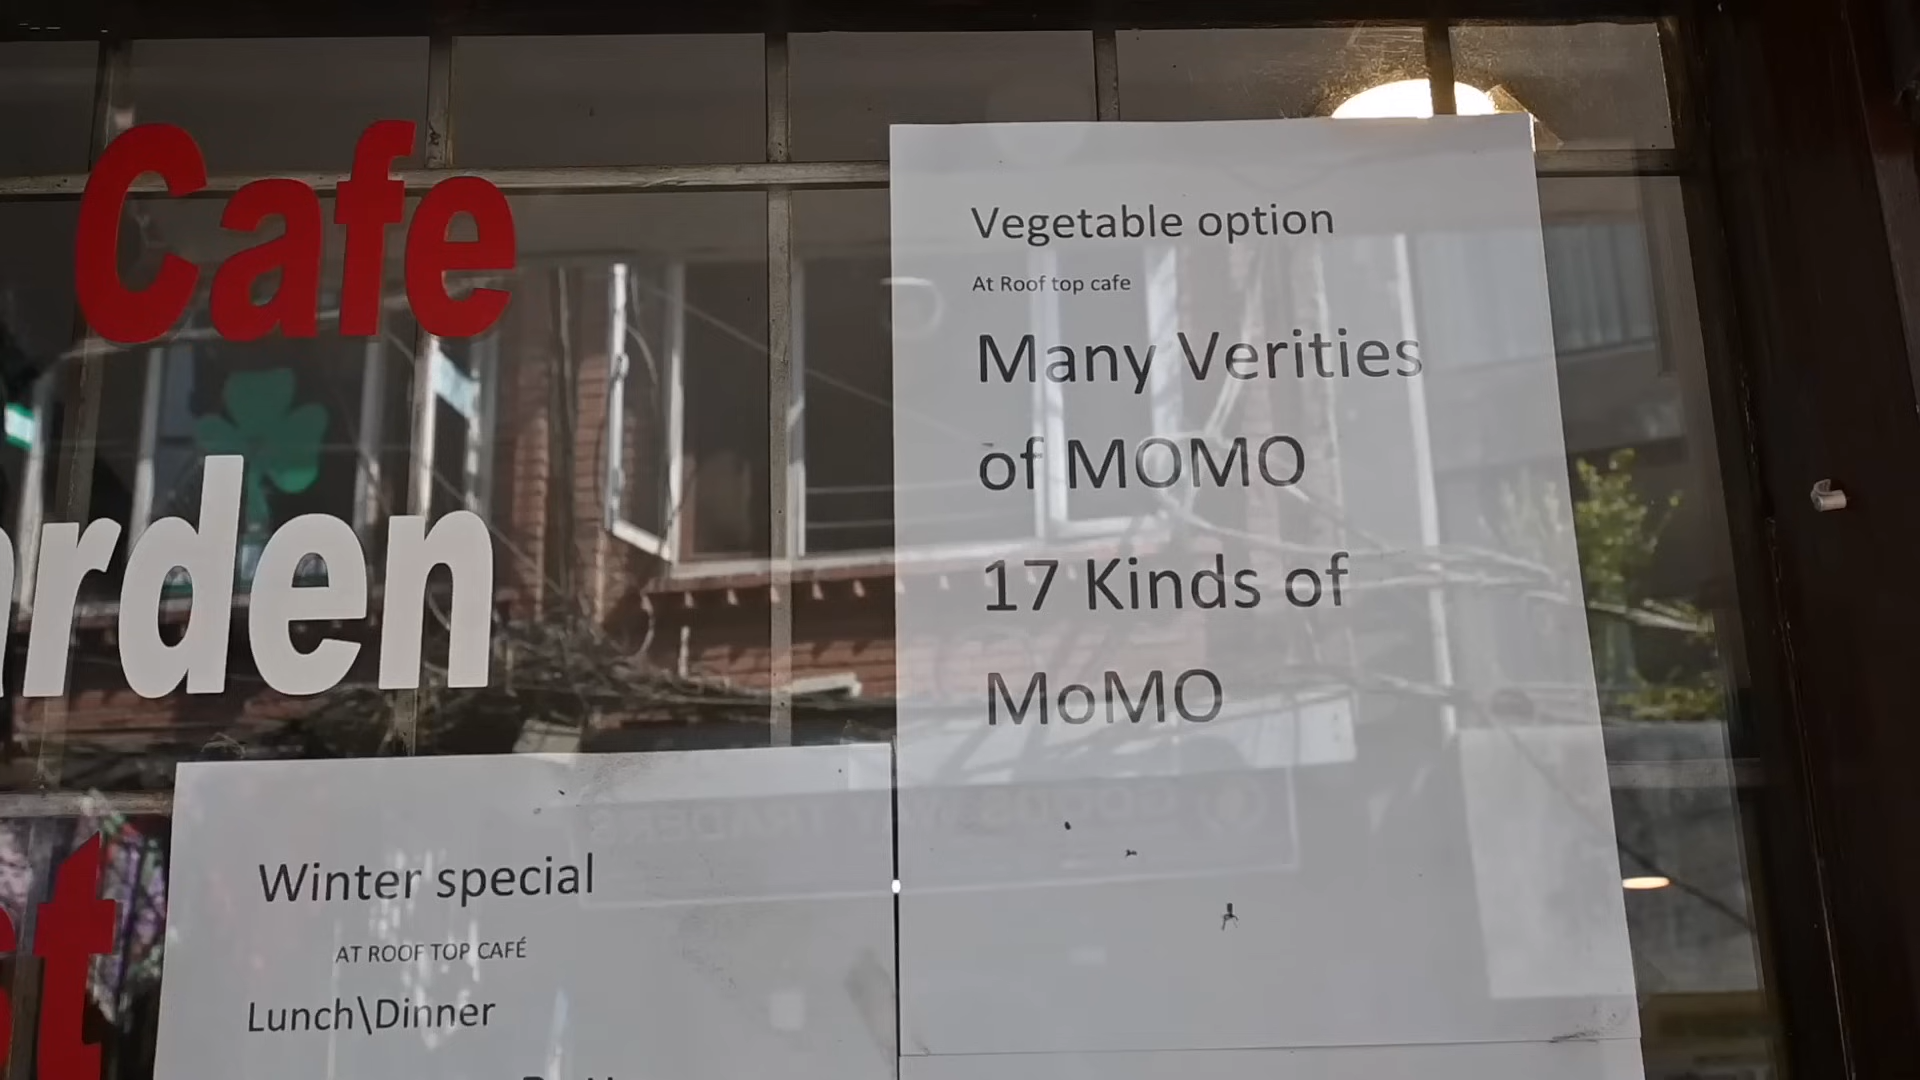 Cafe
arden
Vegetable option
At Roof top cafe
Many Verities
of MOMO
17 Kinds of
MoMO
Winter special
AT ROOF TOP CAFÉ
Lunch\Dinner